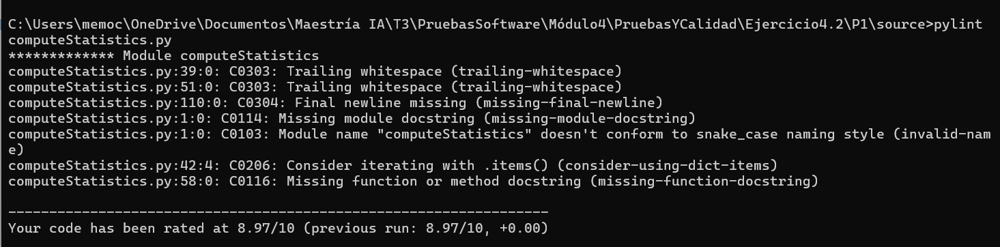 C:\Users\memoc\OneDrive\Documentos\Maestría IA\T3\PruebasSoftware\Módulo4\PruebasYCalidad\Ejercicio4.2\P1\source>pylint
computeStatistics.py
************* Module computeStatistics
computeStatistics.py:39:0: C0303: Trailing whitespace (trailing-whitespace)
computeStatistics.py:51:0: C0303: Trailing whitespace (trailing-whitespace)
computeStatistics.py:110:0: C0304: Final newline missing (missing-final-newline)
computeStatistics.py:1:0: C0114: Missing module docstring (missing-module-docstring)
computeStatistics.py:1:0: C0103: Module name "computeStatistics" doesn't conform to snake_case naming style (invalid-nam
e)
computeStatistics.py:42:4: C0206: Consider iterating with .items() (consider-using-dict-items)
computeStatistics.py:58:0: C0116: Missing function or method docstring (missing-function-docstring)
------------------------------------------------------------------
Your code has been rated at 8.97/10 (previous run: 8.97/10, +0.00)